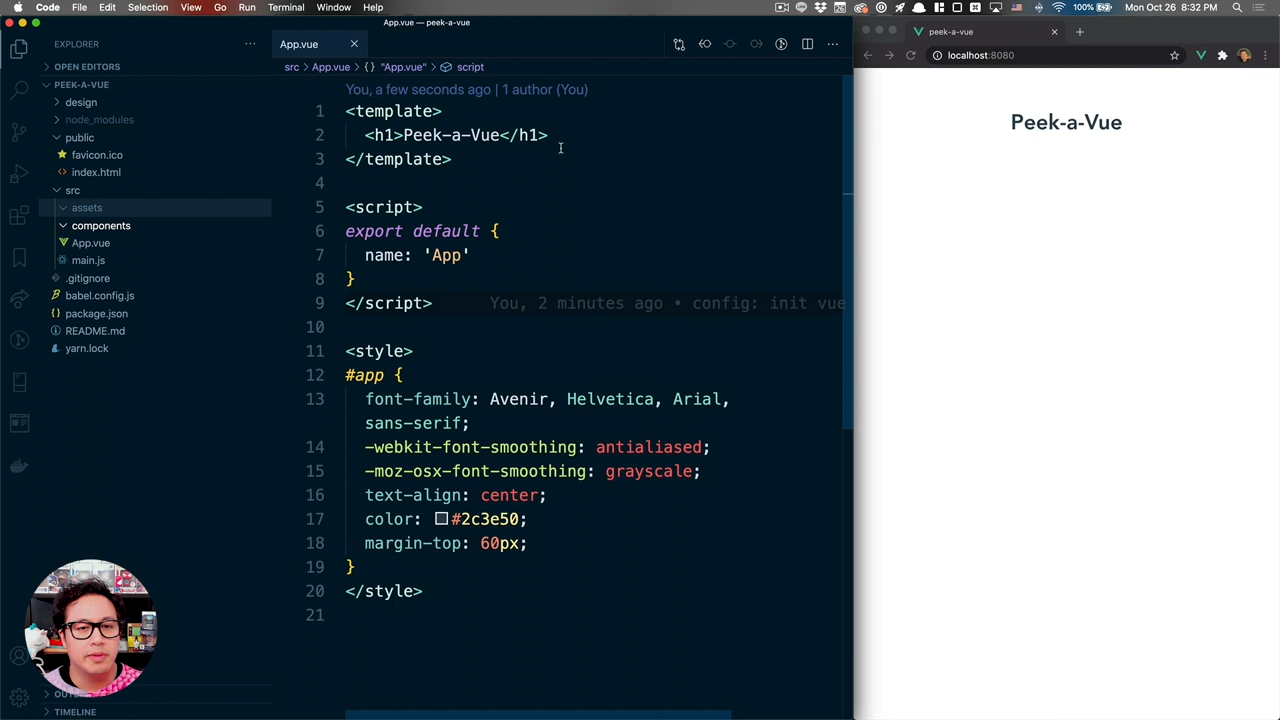 Code File Edit Selection View Go Run Terminal Window Help
100% Mon Oct 26 8:32 PM
App.vue — peek-a-vue
EXPLORER
OPEN EDITORS
PEEK-A-VUE
design
node_modules
public
favicon.ico
index.html
src
assets
components
App.vue
main.js
.gitignore
babel.config.js
package.json
README.md
yarn.lock
TIMELINE
App.vue
src > App.vue > {} "App.vue" > script
You, a few seconds ago | 1 author (You)
1 <template>
2 <h1>Peek-a-Vue</h1>
3 </template>
4
5 <script>
6 export default {
7 name: 'App'
8 }
9 </script> You, 2 minutes ago • config: init vue
10
11 <style>
12 #app {
13 font-family: Avenir, Helvetica, Arial,
sans-serif;
14 -webkit-font-smoothing: antialiased;
15 -moz-osx-font-smoothing: grayscale;
16 text-align: center;
17 color: #2c3e50;
18 margin-top: 60px;
19 }
20 </style>
21
peek-a-vue
localhost:8080
Peek-a-Vue